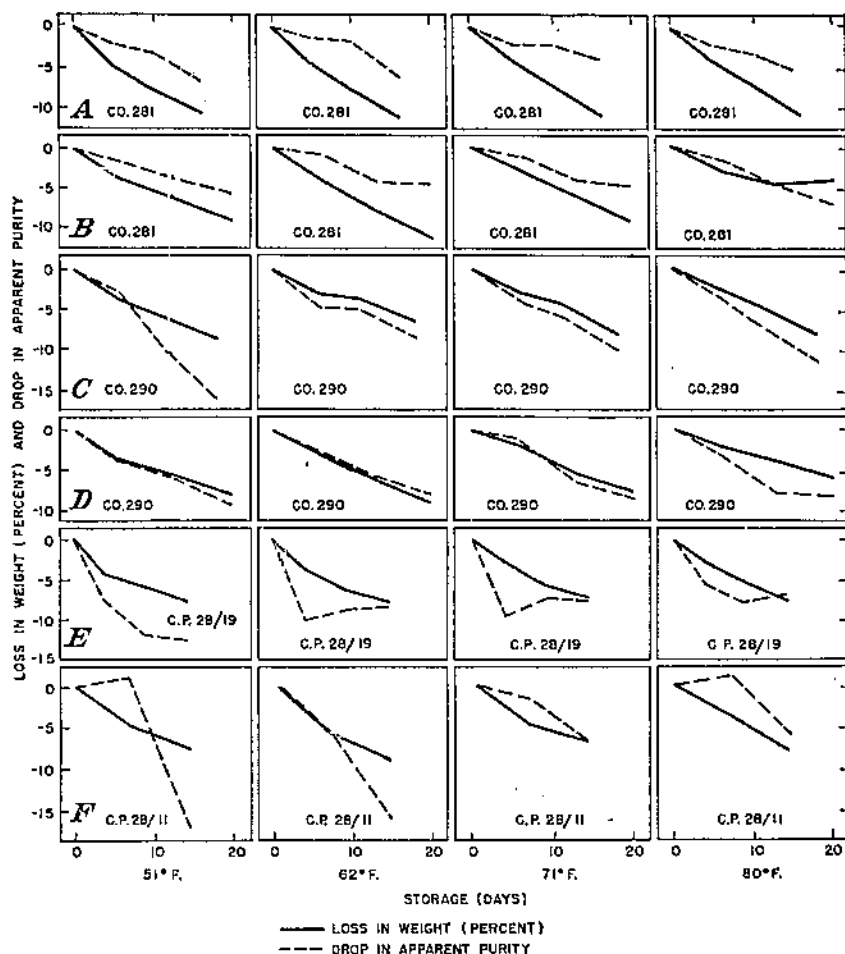 LOSS IN WEIGHT (PERCENT) AND DROP IN APPARENT PURITY
0
-5
-10
A
CO.281
CO.281
CO.281
CO.281
0
-5
-10
B
CO.281
CO.281
CO.281
CO.281
0
-5
-10
-15
C
CO.290
CO.290
CO.290
CO.290
0
-5
-10
D
CO.290
CO.290
CO.290
CO.290
0
-5
-10
-15
E
C.P. 28/19
C.P. 28/19
C.P. 28/19
C.P. 28/19
0
-5
-10
-15
F
C.P. 28/11
C.P. 28/11
C.P. 28/11
C.P. 28/11
0 10 20 0 10 20 0 10 20 0 10 20
51° F. 62° F. 71° F. 80° F.
STORAGE (DAYS)
LOSS IN WEIGHT (PERCENT)
DROP IN APPARENT PURITY